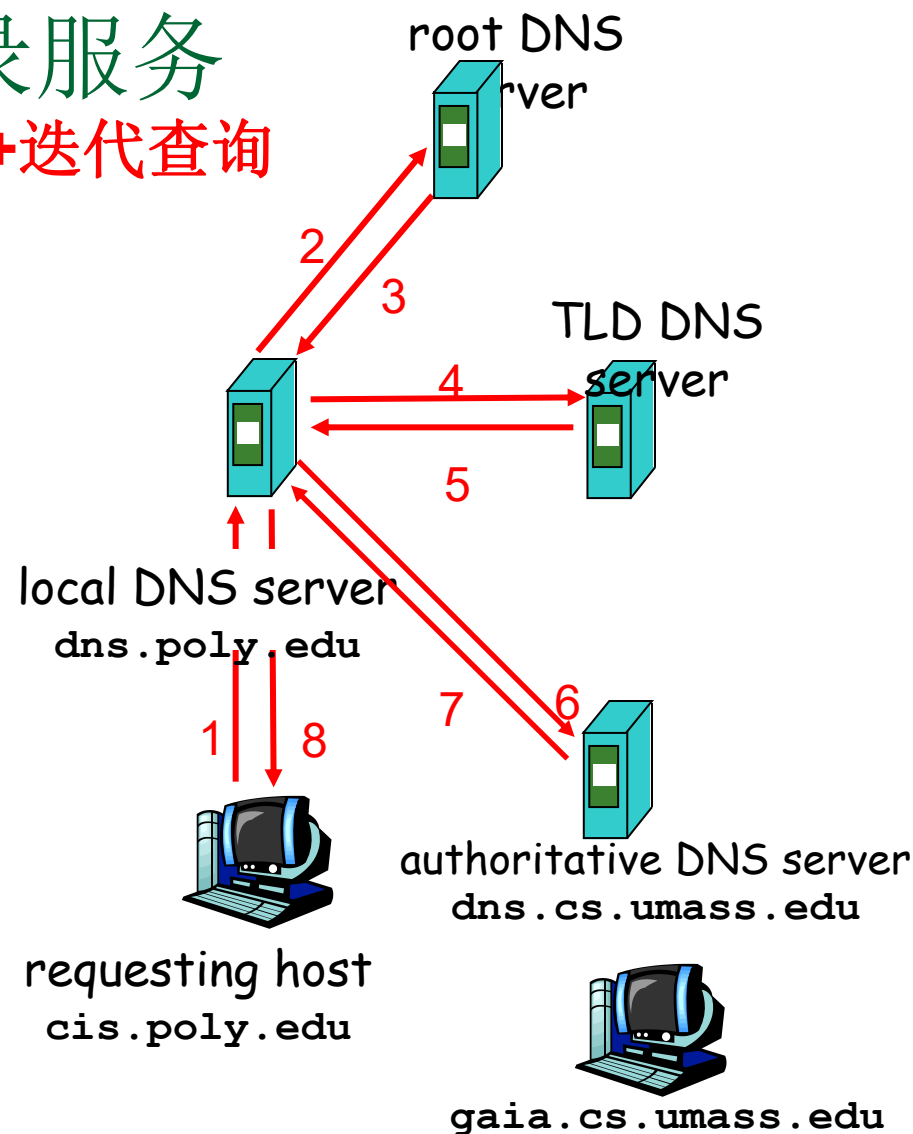 录服务
+迭代查询
root DNS
rver
2
3
TLD DNS
server
4
5
local DNS server
dns.poly.edu
1
8
7
6
authoritative DNS server
dns.cs.umass.edu
requesting host
cis.poly.edu
gaia.cs.umass.edu